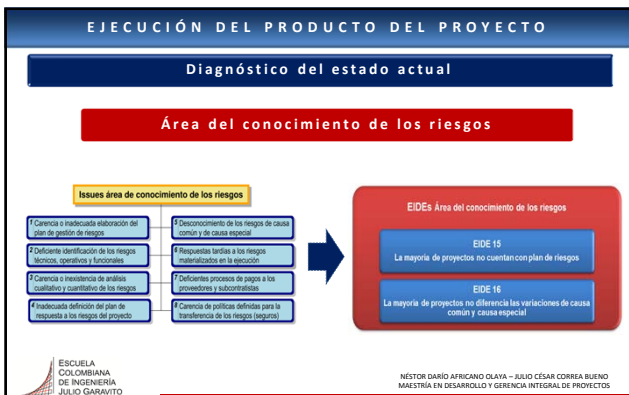 EJECUCIÓN DEL PRODUCTO DEL PROYECTO
Diagnóstico del estado actual
Área del conocimiento de los riesgos
Issues área de conocimiento de los riesgos
1 Carencia o inadecuada elaboración del
plan de gestión de riesgos
2 Deficiente identificación de los riesgos
técnicos, operativos y funcionales
3 Carencia o inexistencia de análisis
cualitativo y cuantitativo de los riesgos
4 Inadecuada definición del plan de
respuesta a los riesgos del proyecto
5 Desconocimiento de los riesgos de causa
común y de causa especial
6 Respuestas tardías a los riesgos
materializados en la ejecución
7 Deficientes procesos de pagos a los
proveedores y subcontratistas
8 Carencia de políticas definidas para la
transferencia de los riesgos (seguros)
EIDEs Área del conocimiento de los riesgos
EIDE 15
La mayoría de projectos no cuentan con plan de riesgos
EIDE 16
La mayoría de projectos no diferencia las variaciones de causa
común y causa especial
ESCUELA
COLOMBIANA
DE INGENIERÍA
JULIO GARAVITO
NÉSTOR DARÍO AFRICANO OLAYA – JULIO CÉSAR CORREA BUENO
MAESTRÍA EN DESARROLLO Y GERENCIA INTEGRAL DE PROYECTOS